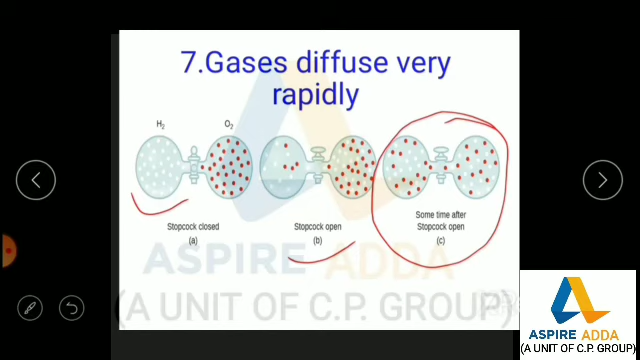 7.Gases diffuse very
rapidly
H₂
O₂
Stopcock closed
(a)
Stopcock open
(b)
Some time after
Stopcock open
(c)
ASPIRE ADDA
(A UNIT OF C.P. GROUP)
ASPIRE ADDA
(A UNIT OF C.P. GROUP)